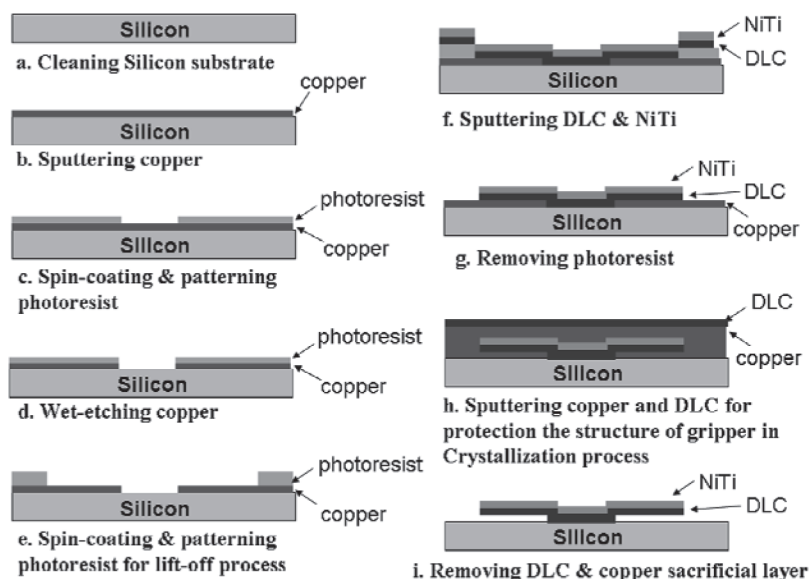 Silicon
a. Cleaning Silicon substrate
copper
Silicon
b. Sputtering copper
photoresist
copper
Silicon
c. Spin-coating & patterning
photoresist
photoresist
copper
Silicon
d. Wet-etching copper
photoresist
copper
Silicon
e. Spin-coating & patterning
photoresist for lift-off process
NiTi
DLC
Silicon
f. Sputtering DLC & NiTi
NiTi
DLC
copper
Silicon
g. Removing photoresist
DLC
copper
Silicon
h. Sputtering copper and DLC for
protection the structure of gripper in
Crystallization process
NiTi
DLC
Silicon
i. Removing DLC & copper sacrificial layer